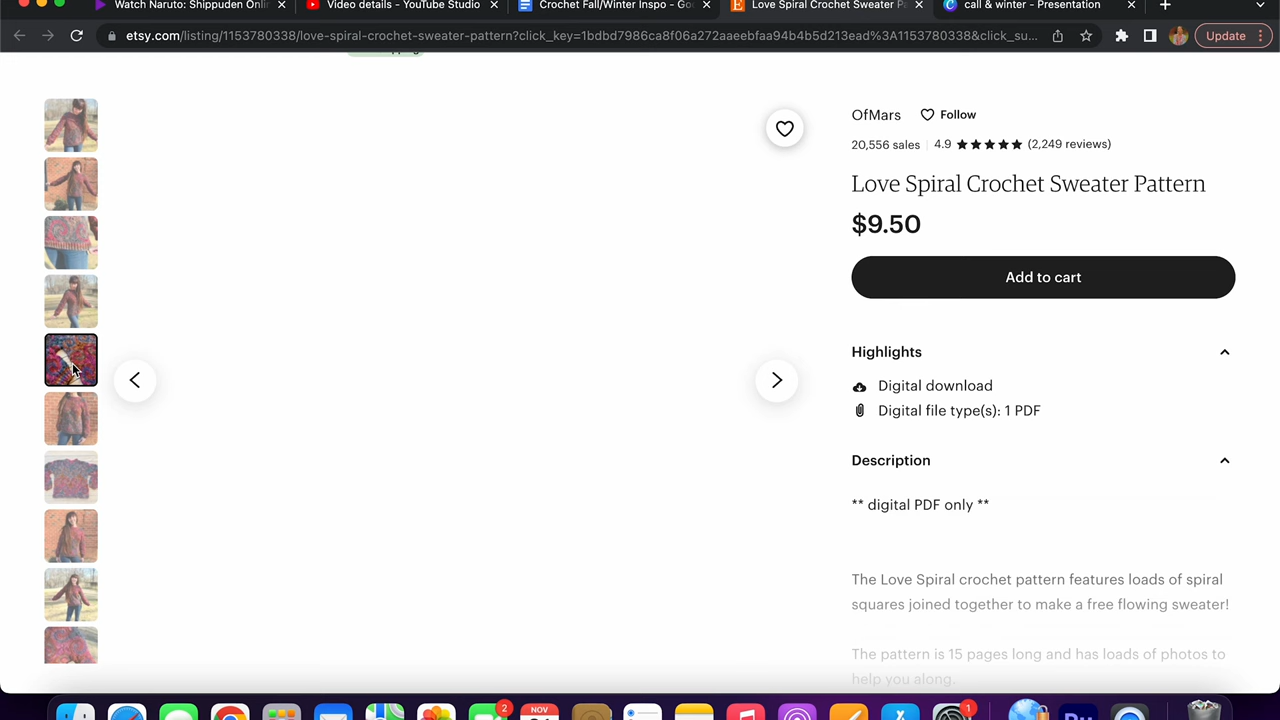 Watch Naruto: Shippuden Onlin
Video details - YouTube Studio
Crochet Fall/Winter Inspo - Go
Love Spiral Crochet Sweater Pa
call & winter - Presentation
etsy.com/listing/1153780338/love-spiral-crochet-sweater-pattern?click_key=1bdbd7986ca8f06a272aaeebfaa94b4b5d213ead%3A1153780338&click_su...
Update
OfMars
Follow
20,556 sales
4.9
(2,249 reviews)
Love Spiral Crochet Sweater Pattern
$9.50
Add to cart
Highlights
Digital download
Digital file type(s): 1 PDF
Description
** digital PDF only **
The Love Spiral crochet pattern features loads of spiral
squares joined together to make a free flowing sweater!
The pattern is 15 pages long and has loads of photos to
help you along.
2
NOV
1